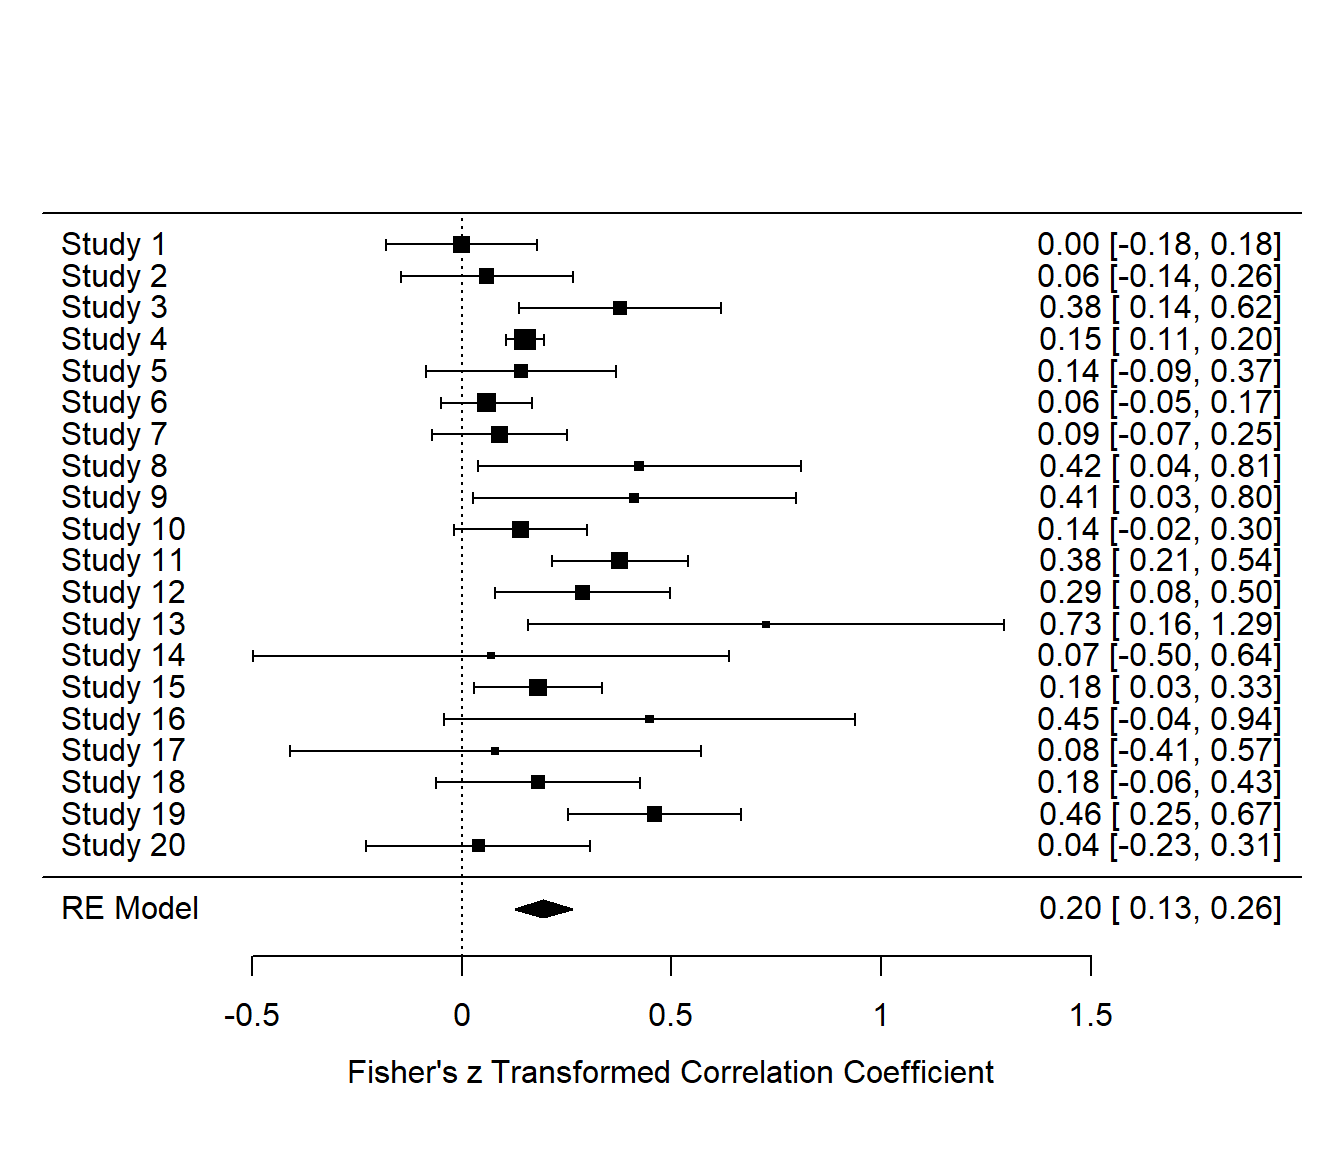 Study 1 0.00 [-0.18, 0.18]
Study 2 0.06 [-0.14, 0.26]
Study 3 0.38 [ 0.14, 0.62]
Study 4 0.15 [ 0.11, 0.20]
Study 5 0.14 [-0.09, 0.37]
Study 6 0.06 [-0.05, 0.17]
Study 7 0.09 [-0.07, 0.25]
Study 8 0.42 [ 0.04, 0.81]
Study 9 0.41 [ 0.03, 0.80]
Study 10 0.14 [-0.02, 0.30]
Study 11 0.38 [ 0.21, 0.54]
Study 12 0.29 [ 0.08, 0.50]
Study 13 0.73 [ 0.16, 1.29]
Study 14 0.07 [-0.50, 0.64]
Study 15 0.18 [ 0.03, 0.33]
Study 16 0.45 [-0.04, 0.94]
Study 17 0.08 [-0.41, 0.57]
Study 18 0.18 [-0.06, 0.43]
Study 19 0.46 [ 0.25, 0.67]
Study 20 0.04 [-0.23, 0.31]
RE Model 0.20 [ 0.13, 0.26]
-0.5 0 0.5 1 1.5
Fisher's z Transformed Correlation Coefficient